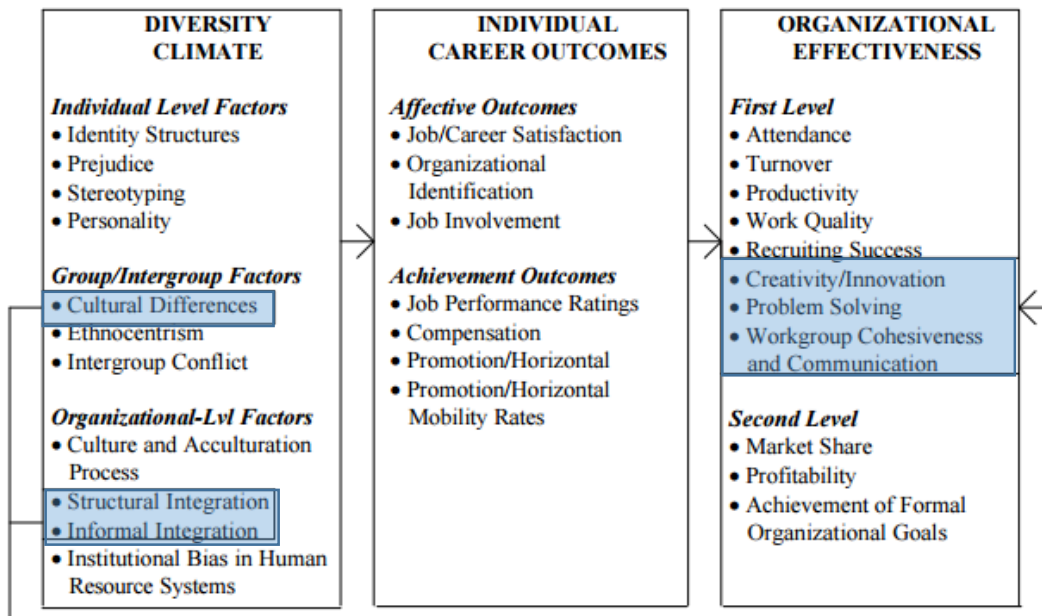 DIVERSITY
CLIMATE
Individual Level Factors
• Identity Structures
• Prejudice
• Stereotyping
• Personality
Group/Intergroup Factors
• Cultural Differences
• Ethnocentrism
• Intergroup Conflict
Organizational-Lvl Factors
• Culture and Acculturation
Process
• Structural Integration
• Informal Integration
• Institutional Bias in Human
Resource Systems
INDIVIDUAL
CAREER OUTCOMES
Affective Outcomes
• Job/Career Satisfaction
• Organizational
Identification
• Job Involvement
Achievement Outcomes
• Job Performance Ratings
• Compensation
• Promotion/Horizontal
• Promotion/Horizontal
Mobility Rates
ORGANIZATIONAL
EFFECTIVENESS
First Level
• Attendance
• Turnover
• Productivity
• Work Quality
• Recruiting Success
• Creativity/Innovation
• Problem Solving
• Workgroup Cohesiveness
and Communication
Second Level
• Market Share
• Profitability
• Achievement of Formal
Organizational Goals